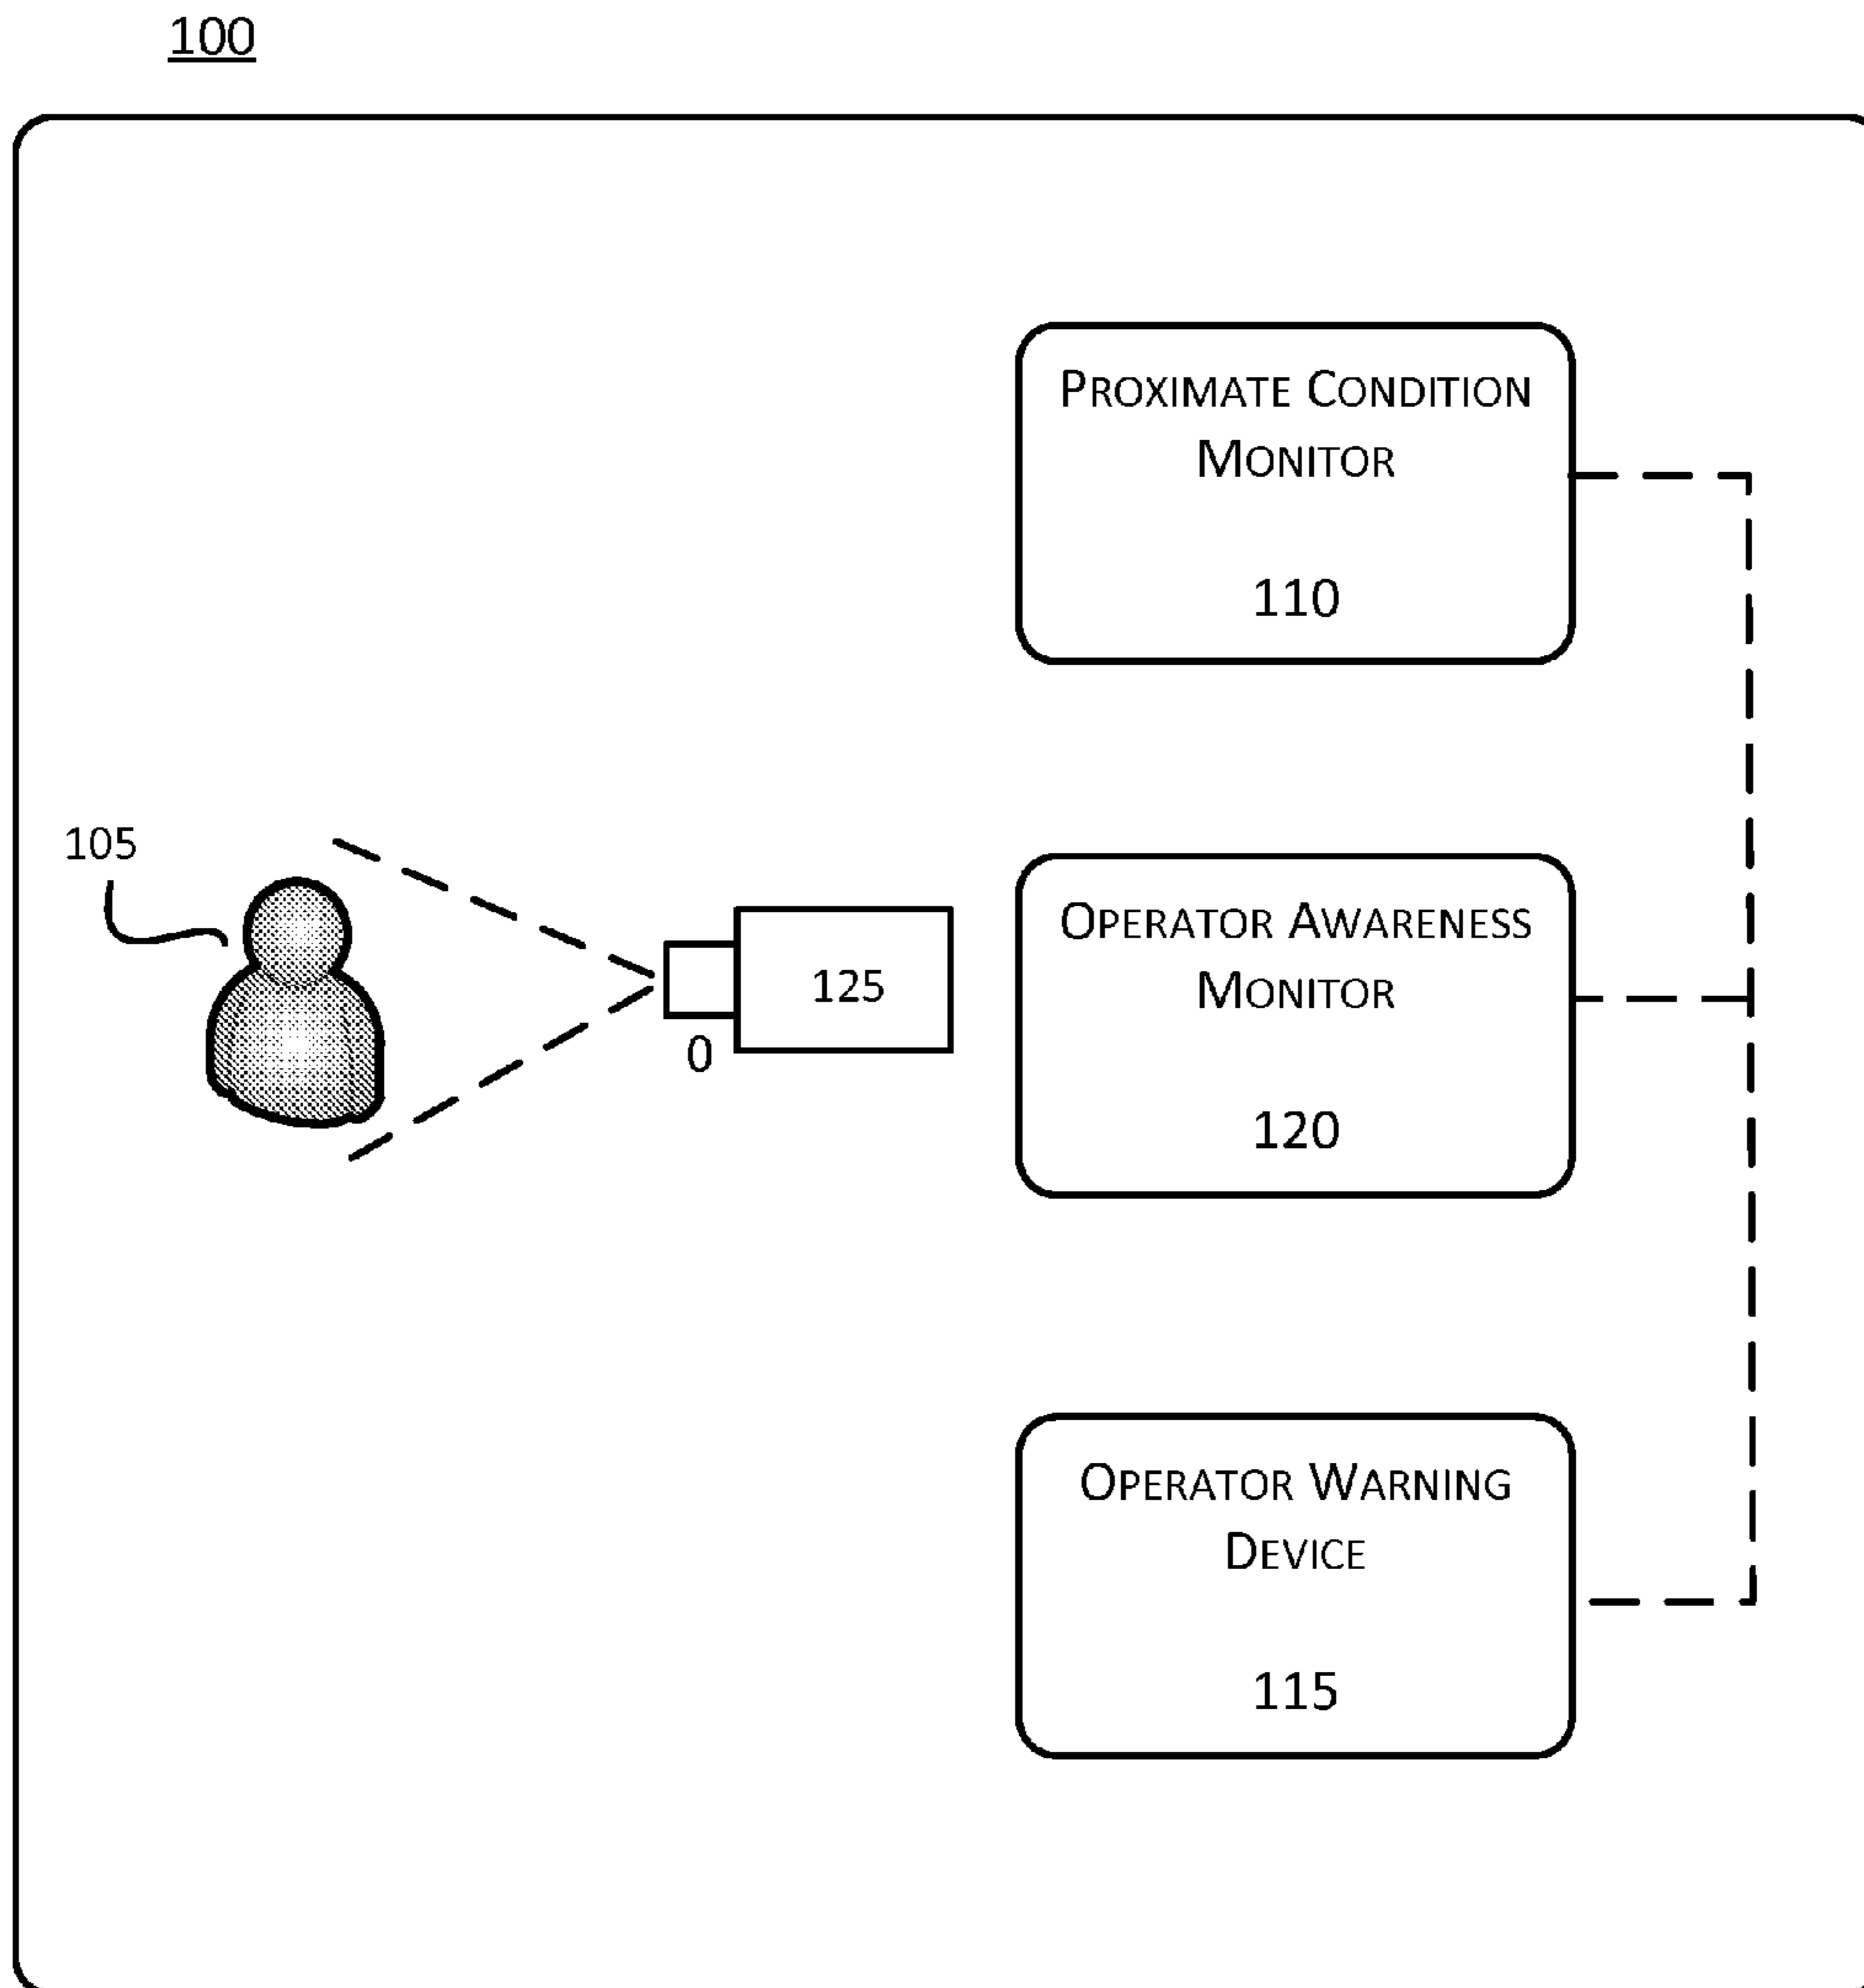 100
PROXIMATE CONDITION
MONITOR
110
105
125
0
OPERATOR AWARENESS
MONITOR
120
OPERATOR WARNING
DEVICE
115